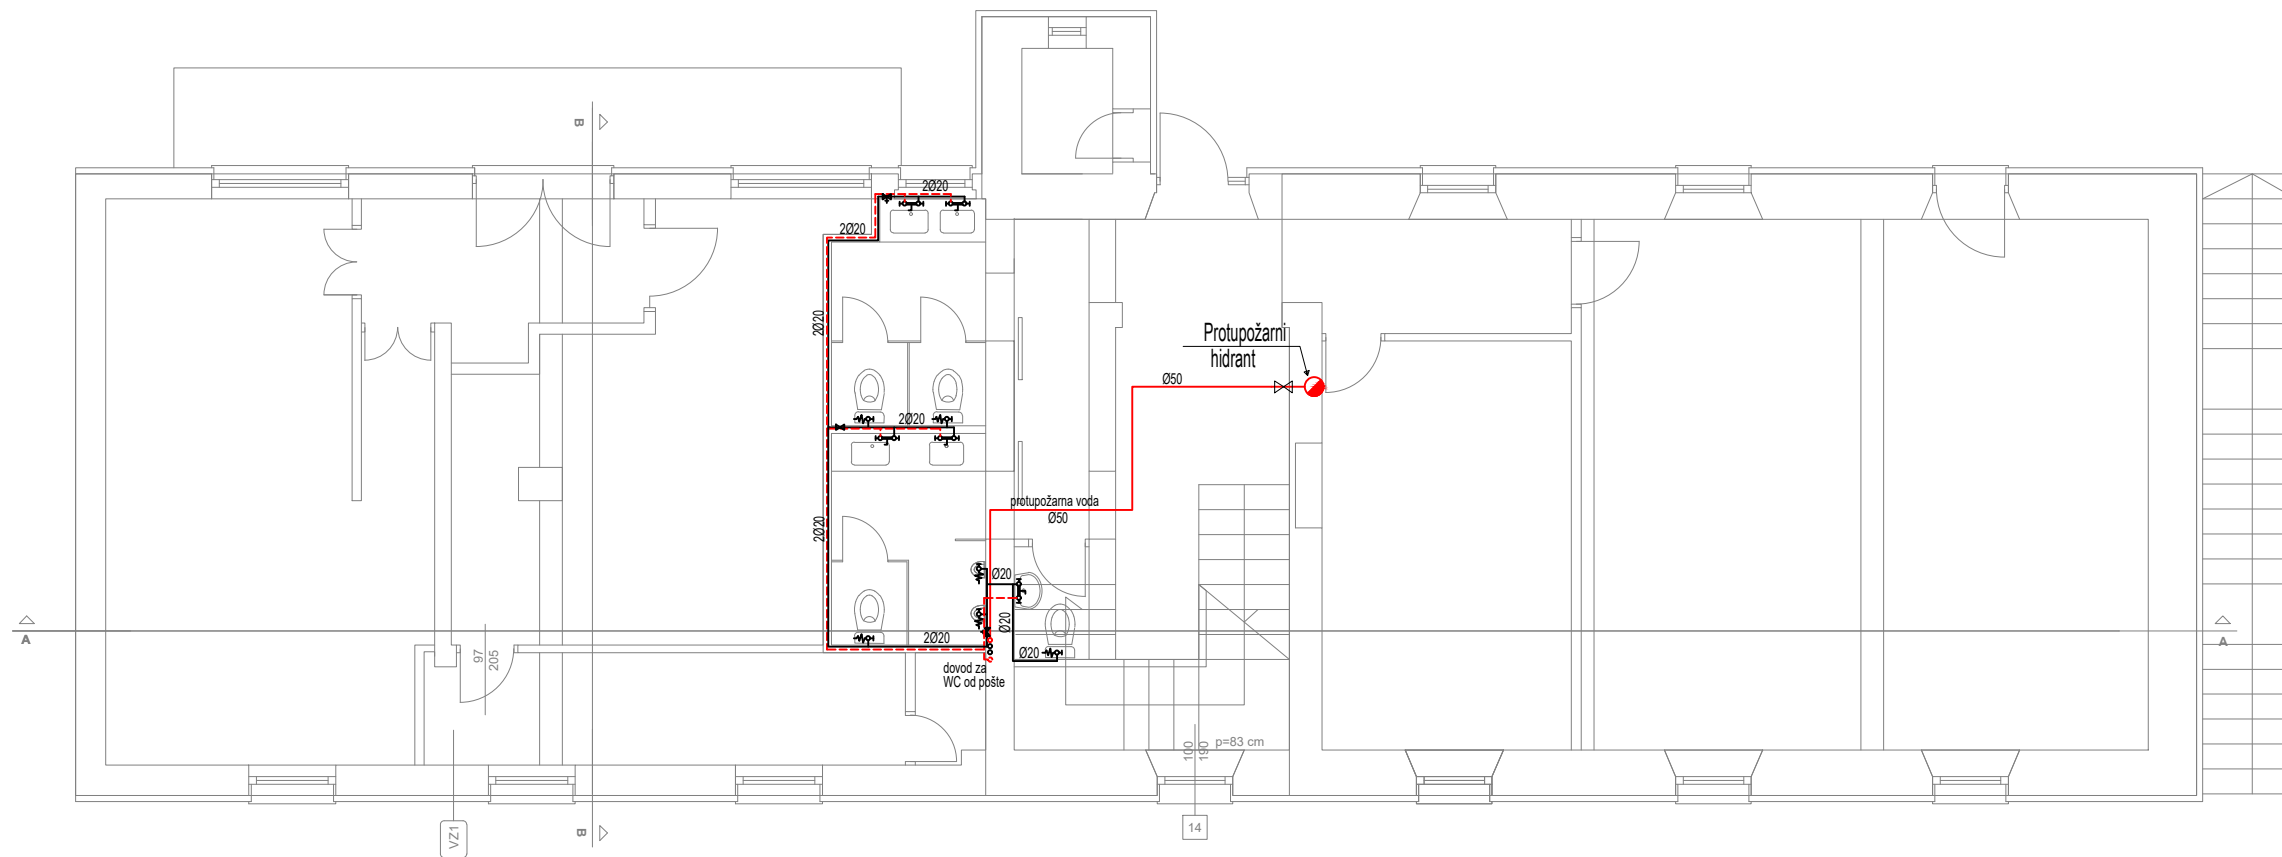 B
2Ø20
2Ø20
2Ø20
Protupožarni
hidrant
Ø50
2Ø20
protupožarna voda
Ø50
2Ø20
Ø20
Ø20
2Ø20
Ø20
A
A
97
205
dovod za
WC od pošte
100
190
p=83 cm
VZ1
B
14